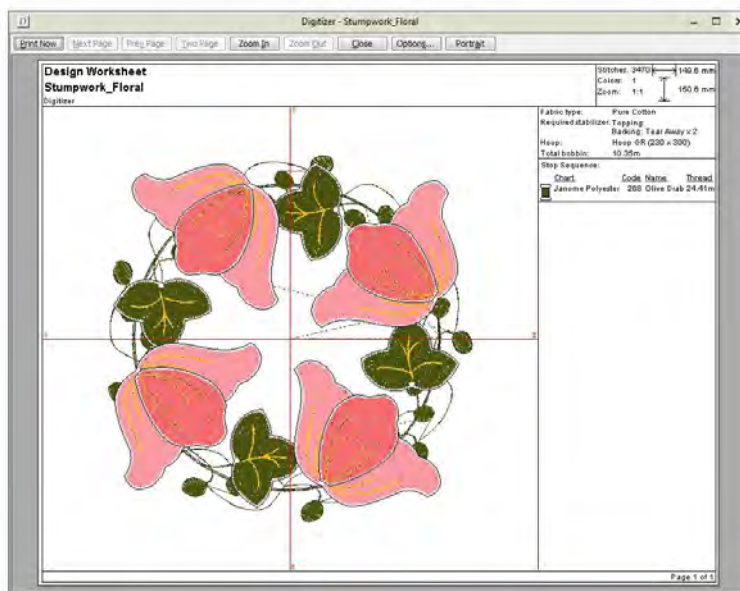 Digitizer - Stumpwork_Floral
Print Now Next Page Prev Page Two Page Zoom In Zoom Out Close Options... Portrait
Design Worksheet
Stumpwork_Floral
Digitizer
Stitches: 3470 149.6 mm
Colors: 1
Zoom: 1:1 150.6 mm
Fabric type: Pure Cotton
Required stabilizer: Topping:
Backing: Tear Away x 2
Hoop: Hoop GR (230 x 300)
Total bobbin: 10.35m
Stop Sequence:
Chart Code Name Thread
Janome Polyester 268 Olive Drab 24.41m
Page 1 of 1